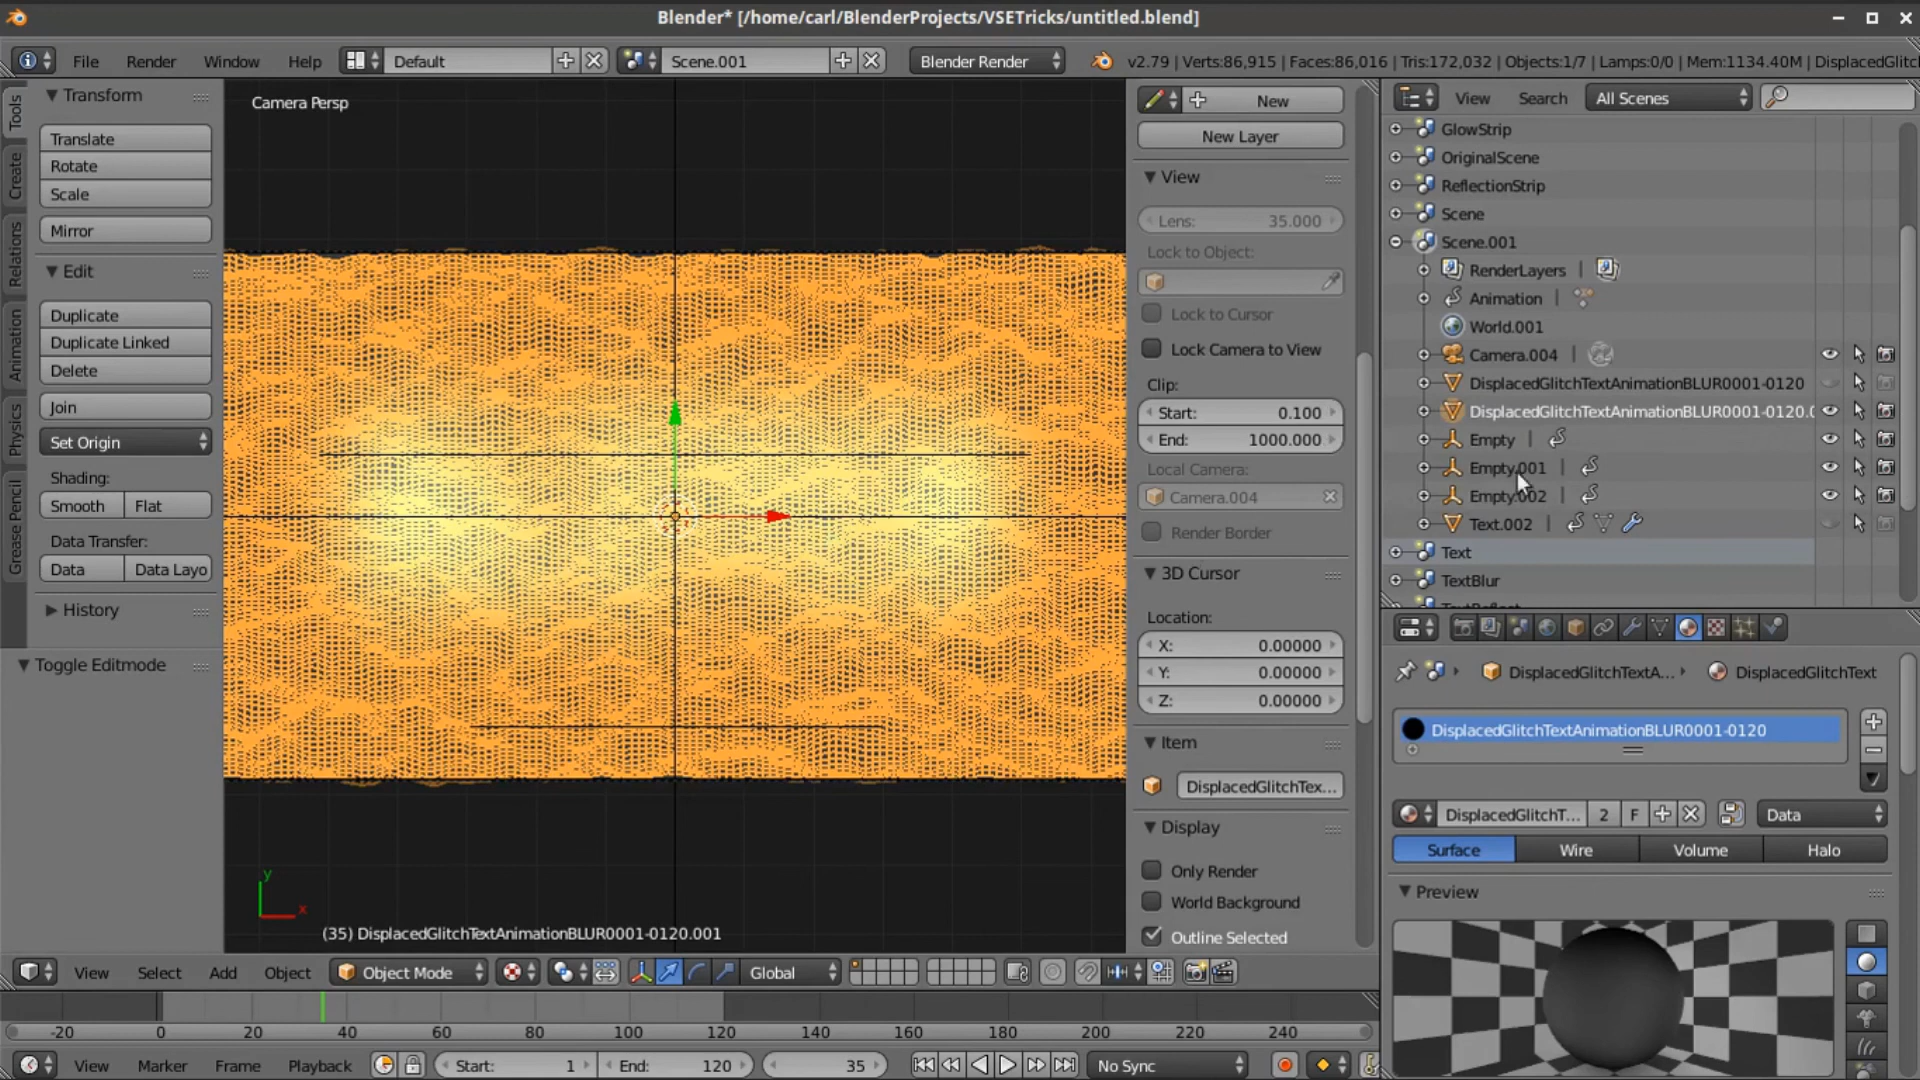 Blender* [/home/carl/BlenderProjects/VSETricks/untitled.blend]
File Render Window Help Default Scene.001 Blender Render v2.79 | Verts:86,915 | Faces:86,016 | Tris:172,032 | Objects:1/7 | Lamps:0/0 | Mem:1134.40M | DisplacedGlitc
Tools
Create
Relations
Animation
Physics
Grease Pencil
Transform
Translate
Rotate
Scale
Mirror
Edit
Duplicate
Duplicate Linked
Delete
Join
Set Origin
Shading:
Smooth Flat
Data Transfer:
Data Data Layo
History
Toggle Editmode
Camera Persp
y
x
(35) DisplacedGlitchTextAnimationBLUR0001-0120.001
New
New Layer
View
Lens: 35.000
Lock to Object:
Lock to Cursor
Lock Camera to View
Clip:
Start: 0.100
End: 1000.000
Local Camera:
Camera.004
Render Border
3D Cursor
Location:
X: 0.00000
Y: 0.00000
Z: 0.00000
Item
DisplacedGlitchTex...
Display
Only Render
World Background
Outline Selected
View Search All Scenes
GlowStrip
OriginalScene
ReflectionStrip
Scene
Scene.001
RenderLayers |
Animation |
World.001
Camera.004 |
DisplacedGlitchTextAnimationBLUR0001-0120
DisplacedGlitchTextAnimationBLUR0001-0120.0
Empty |
Empty.001 |
Empty.002 |
Text.002 |
Text
TextBlur
DisplacedGlitchTextA... DisplacedGlitchText
DisplacedGlitchTextAnimationBLUR0001-0120
DisplacedGlitchT... 2 F Data
Surface Wire Volume Halo
Preview
View Select Add Object Object Mode Global
-20 0 20 40 60 80 100 120 140 160 180 200 220 240
View Marker Frame Playback Start: 1 End: 120 35 No Sync